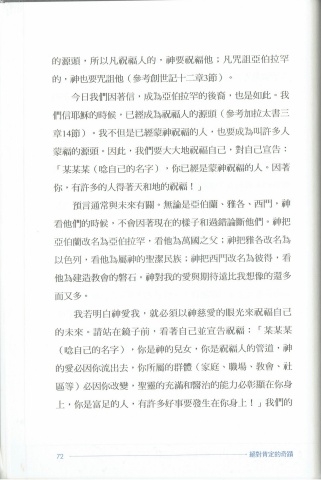 的源頭，所以凡祝福人的，神要祝福他；凡咒詛亞伯拉罕
的，神也要咒詛他（參考創世記十二章3節）。
今日我們因著信，成為亞伯拉罕的後裔，也是如此。我
們信耶穌的時候，已經成為祝福人的源頭（參考加拉太書三
章14節），我不但是已經蒙神祝福的人，也要成為叫許多人
蒙福的源頭。因此，我們要大大地祝福自己，對自己宣告：
「某某某（唸自己的名字），你已經是蒙神祝福的人。因著
你，有許多的人得著天和地的祝福！」
預言通常與未來有關。無論是亞伯蘭、雅各、西門，神
看他們的時候，不會因著現在的樣子和過錯論斷他們。神把
亞伯蘭改名為亞伯拉罕，看他為萬國之父；神把雅各改名為
以色列，看他為屬神的聖潔民族；神把西門改名為彼得，看
他為建造教會的磐石。神對我的愛與期待遠比我想像的還多
而又多。
我若明白神愛我，就必須以神慈愛的眼光來祝福自己
的未來。請站在鏡子前，看著自己並宣告祝福：「某某某
（唸自己的名字），你是神的兒女，你是祝福人的管道，神
的愛必因你流出去。你所屬的群體（家庭、職場、教會、社
區等）必因你改變，聖靈的充滿和醫治的能力必彰顯在你身
上，你是富足的人，有許多好事要發生在你身上！」我們的
72
絕對肯定的奇蹟